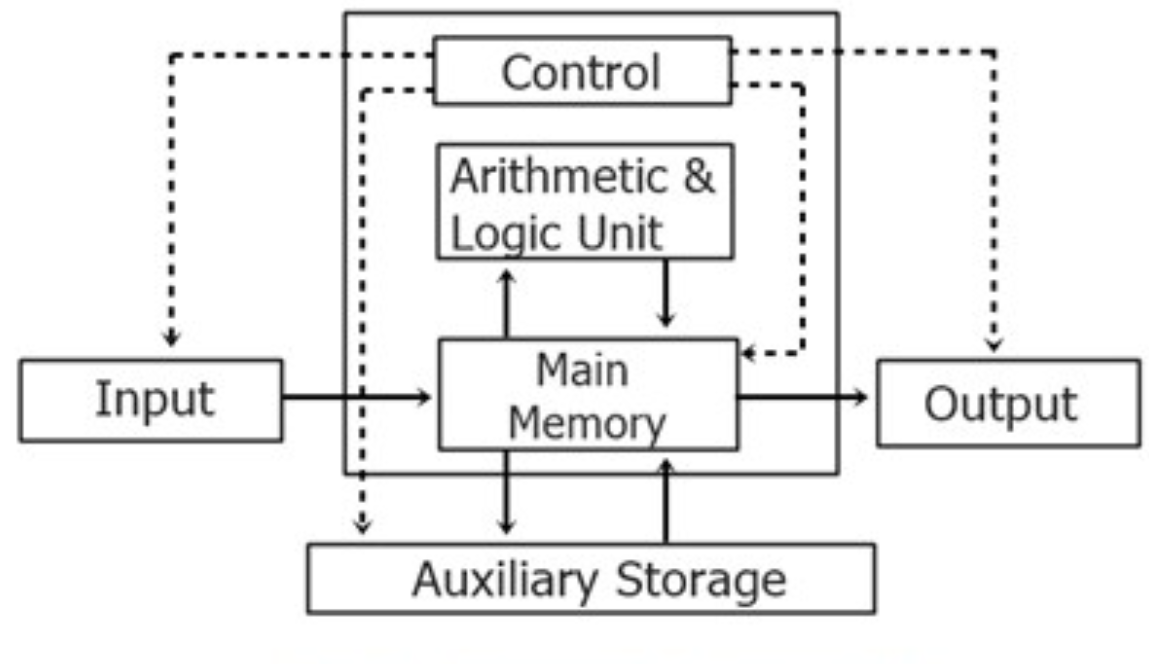 Control
Arithmetic &
Logic Unit
Main
Memory
Input
Output
Auxiliary Storage